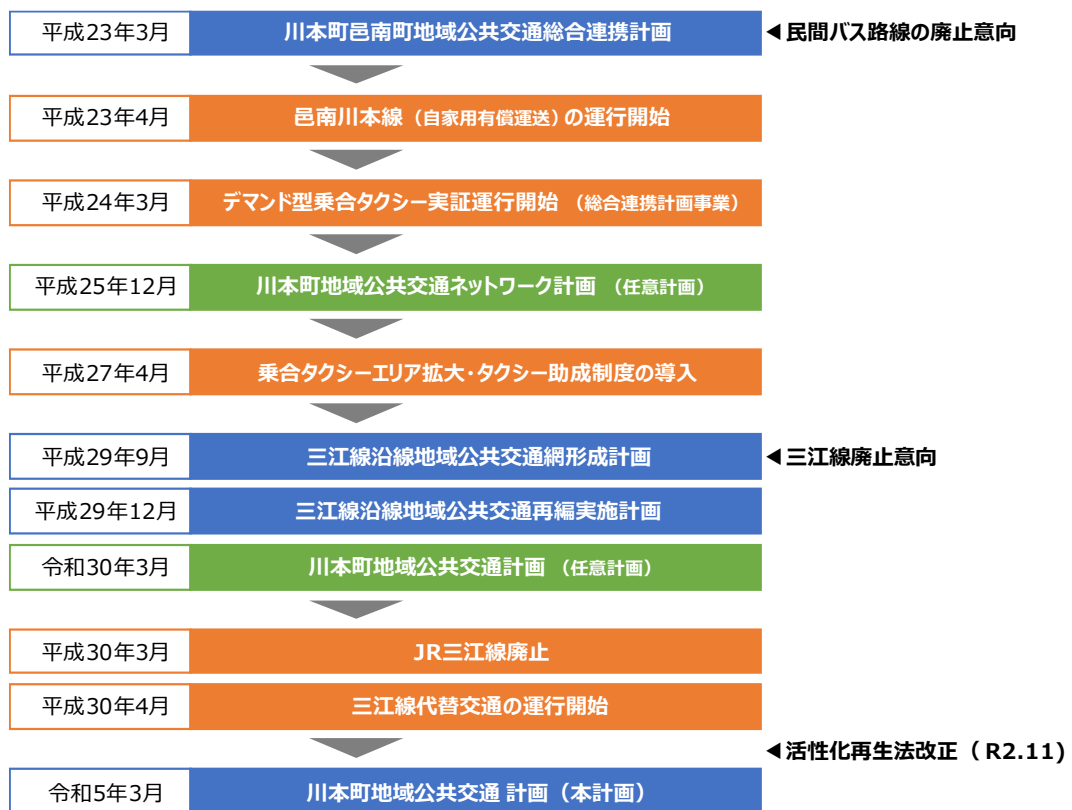 平成23年3月 川本町邑南町地域公共交通総合連携計画 ◀民間バス路線の廃止意向
平成23年4月 邑南川本線（自家用有償運送）の運行開始
平成24年3月 デマンド型乗合タクシー実証運行開始 （総合連携計画事業）
平成25年12月 川本町地域公共交通ネットワーク計画 （任意計画）
平成27年4月 乗合タクシーエリア拡大・タクシー助成制度の導入
平成29年9月 三江線沿線地域公共交通網形成計画 ◀三江線廃止意向
平成29年12月 三江線沿線地域公共交通再編実施計画
令和30年3月 川本町地域公共交通計画 （任意計画）
平成30年3月 JR三江線廃止
平成30年4月 三江線代替交通の運行開始
◀活性化再生法改正（ R2.11)
令和5年3月 川本町地域公共交通 計画（本計画）